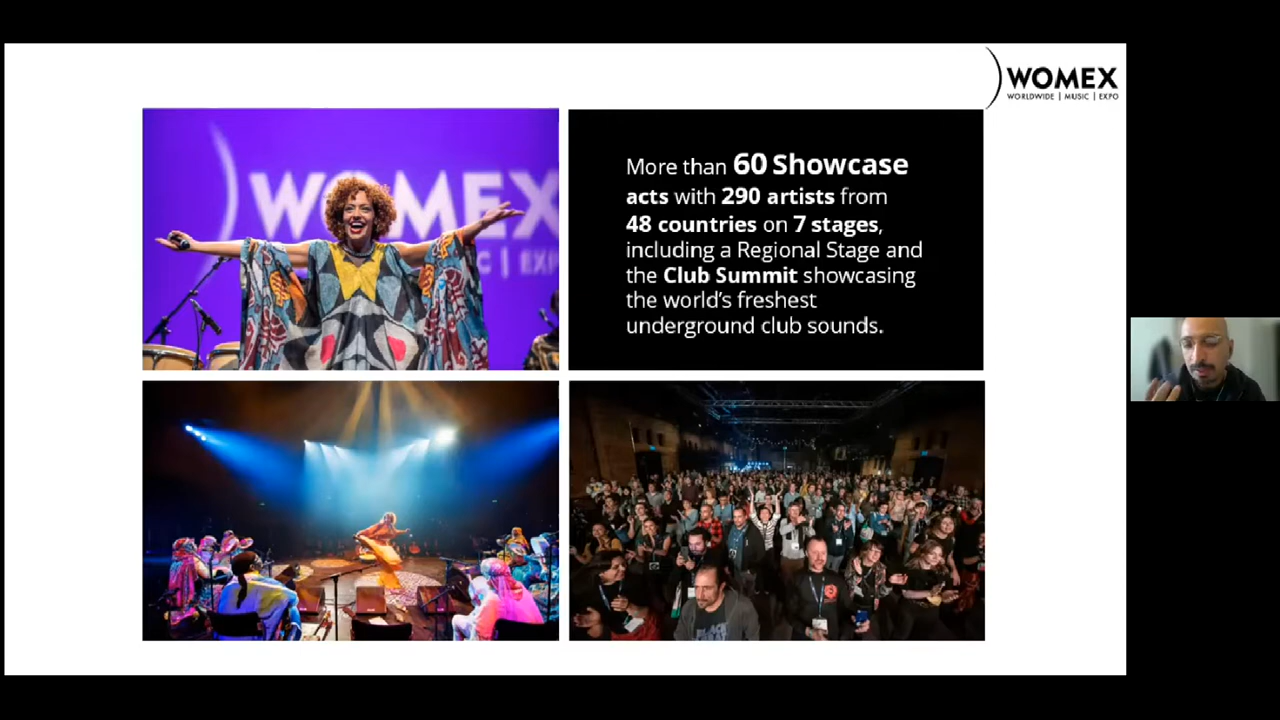 WOMEX
WORLDWIDE | MUSIC | EXPO
WOMEX
More than 60 Showcase
acts with 290 artists from
48 countries on 7 stages,
including a Regional Stage and
the Club Summit showcasing
the world's freshest
underground club sounds.